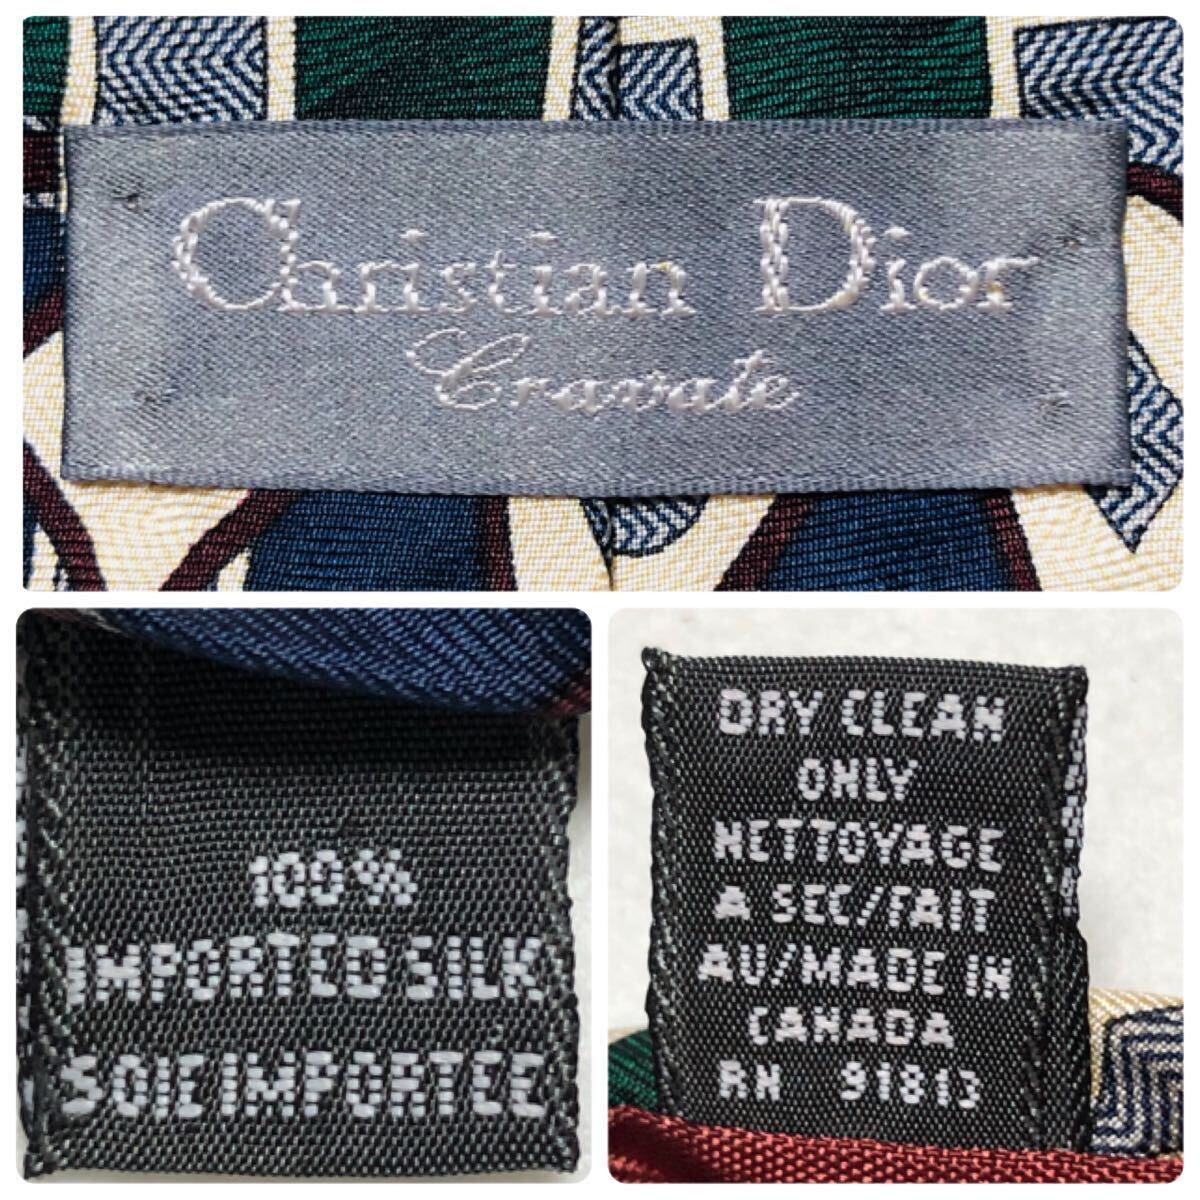 Christian Dior
Cravate
100%
IMPORTED SILK
SOIE IMPORTEE
DRY CLEAN
ONLY
NETTOYAGE
A SEC/FAIT
AU/MADE IN
CANADA
RN 91813